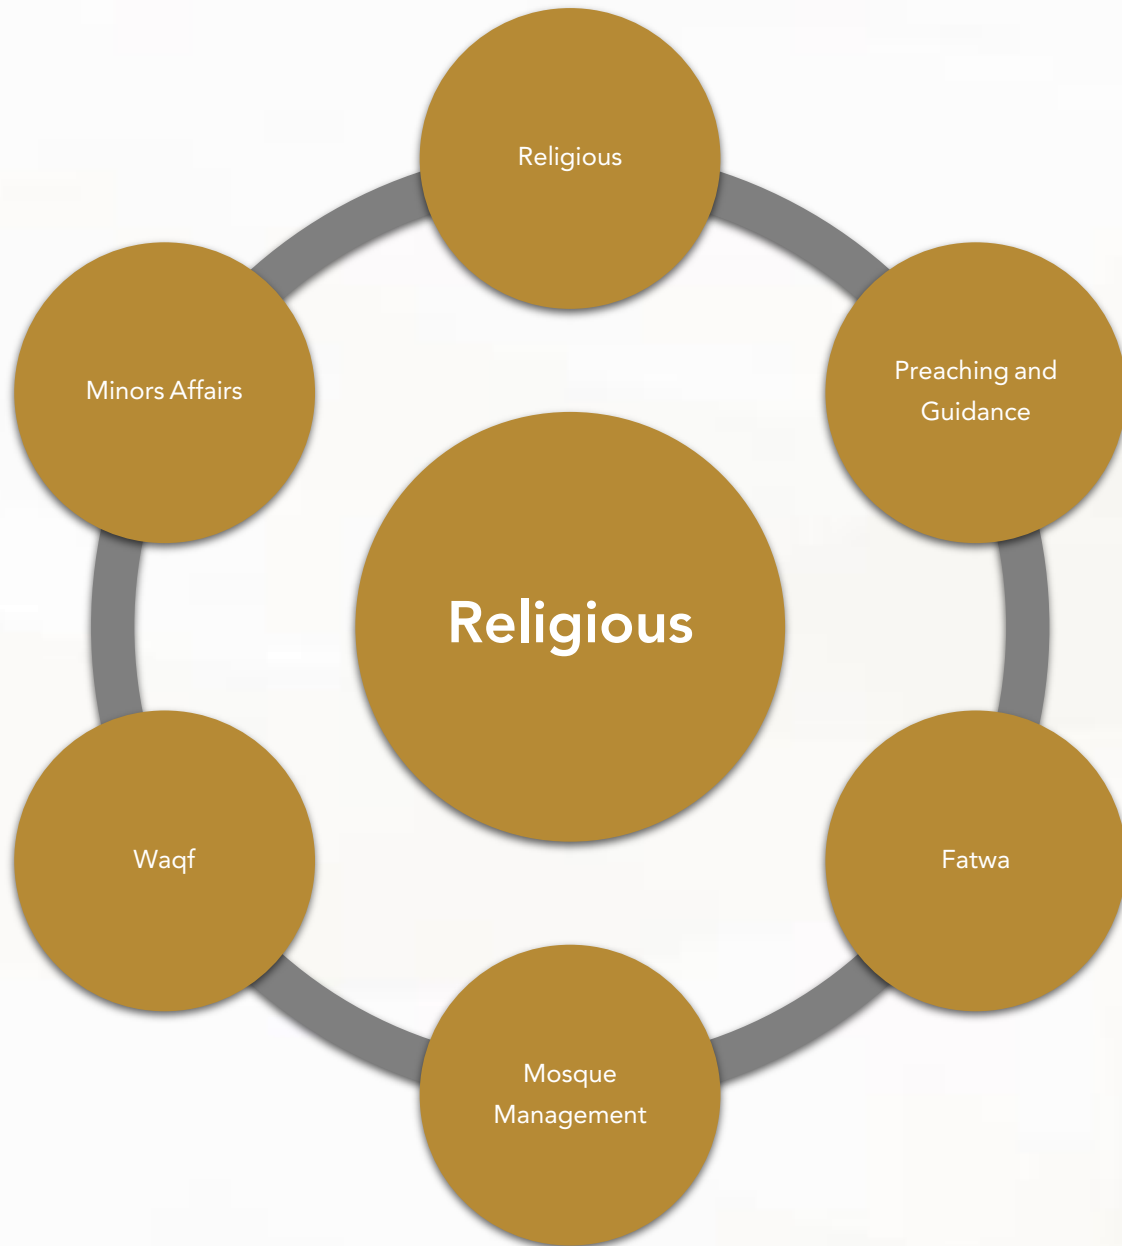 Religious
Minors Affairs
Preaching and
Guidance
Religious
Waqf
Fatwa
Mosque
Management